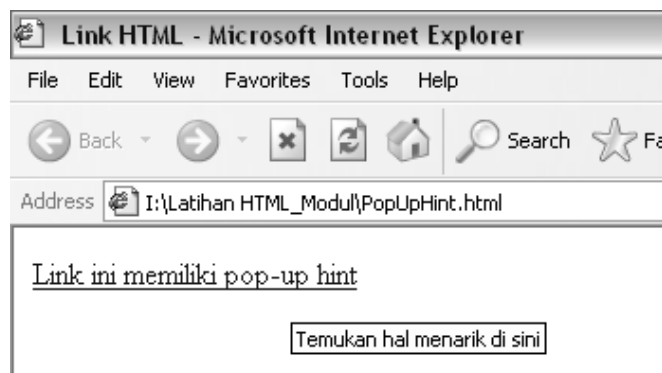 Link HTML - Microsoft Internet Explorer
File Edit View Favorites Tools Help
Back Search Fa
Address I:\Latihan HTML_Modul\PopUpHint.html
Link ini memiliki pop-up hint
Temukan hal menarik di sini